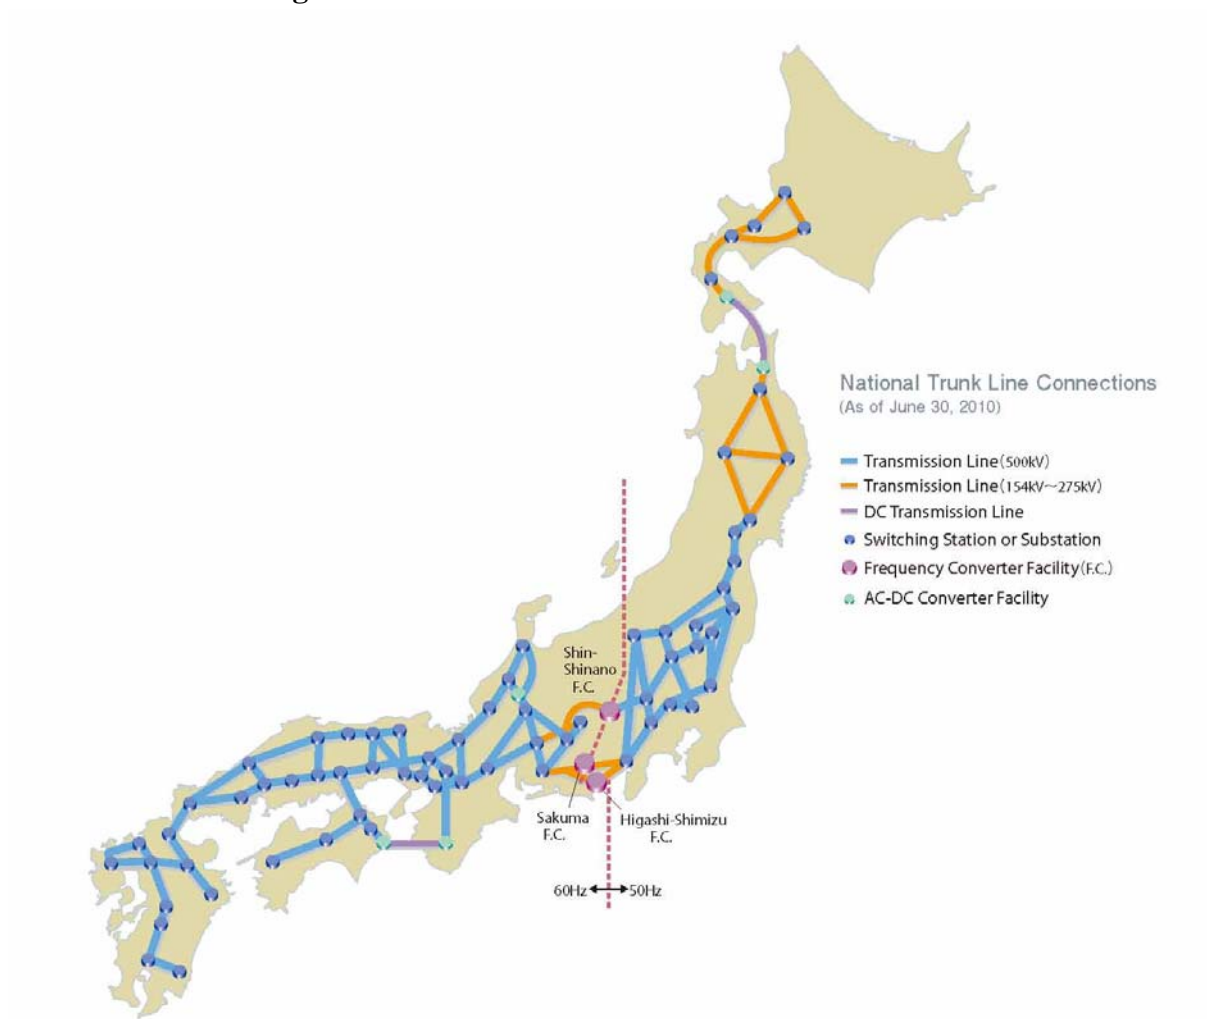 National Trunk Line Connections
(As of June 30, 2010)
Transmission Line(500kV)
Transmission Line(154kV～275kV)
DC Transmission Line
Switching Station or Substation
Frequency Converter Facility(F.C.)
AC-DC Converter Facility
Shin-
Shinano
F.C.
Sakuma
F.C.
Higashi-Shimizu
F.C.
60Hz
50Hz